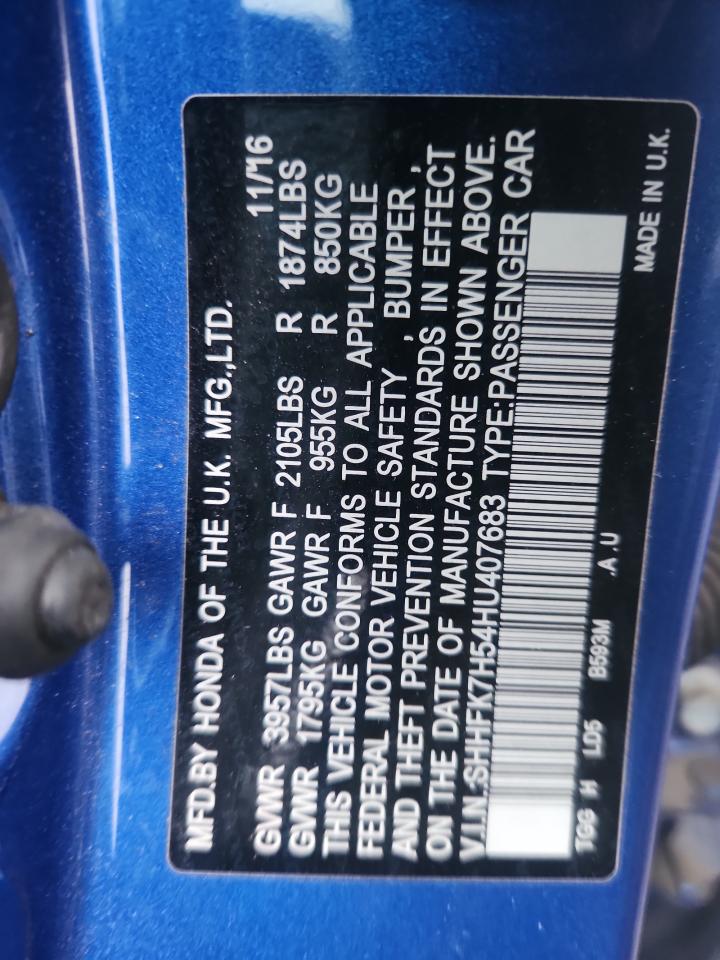 MFD.BY HONDA OF THE U.K. MFG.,LTD.
11/16
GVWR 3957LBS GAWR F 2105LBS R 1874LBS
GVWR 1795KG GAWR F 955KG R 850KG
THIS VEHICLE CONFORMS TO ALL APPLICABLE
FEDERAL MOTOR VEHICLE SAFETY , BUMPER ,
AND THEFT PREVENTION STANDARDS IN EFFECT
ON THE DATE OF MANUFACTURE SHOWN ABOVE.
V.I.N.:SHHFK7H54HU407683 TYPE:PASSENGER CAR
TGG H LD5 B593M .A .U
MADE IN U.K.